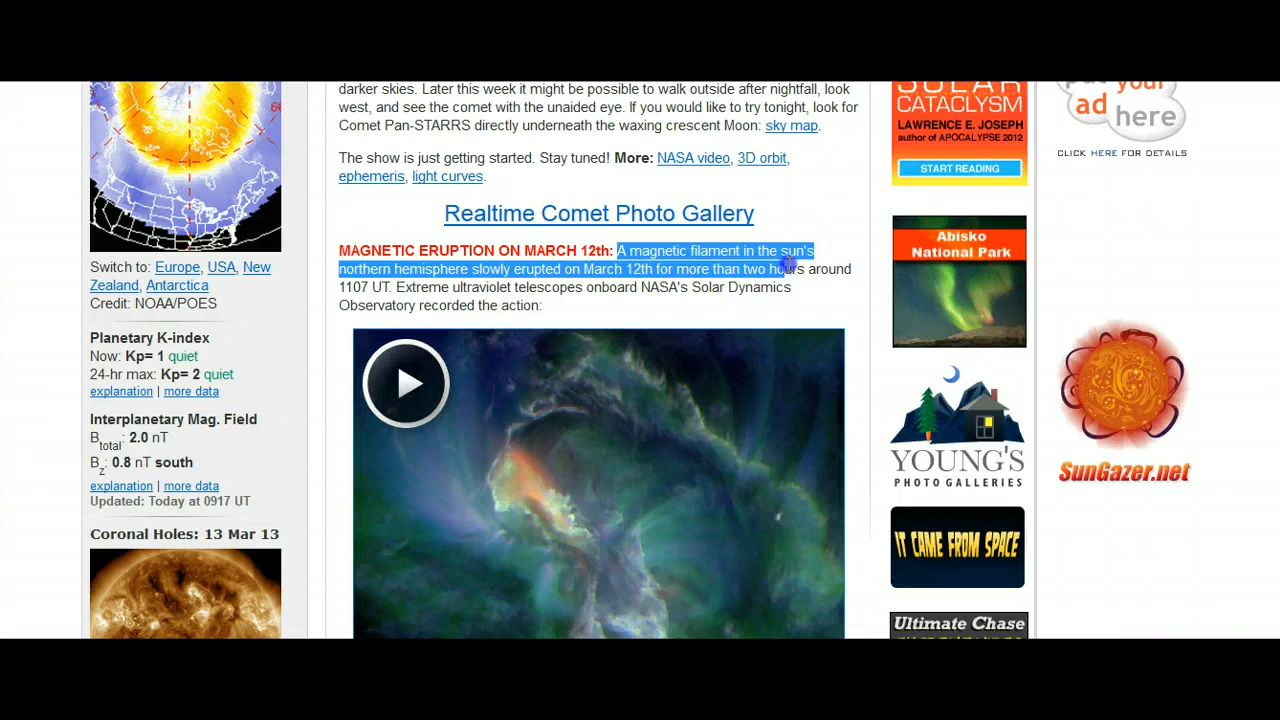 darker skies. Later this week it might be possible to walk outside after nightfall, look
west, and see the comet with the unaided eye. If you would like to try tonight, look for
Comet Pan-STARRS directly underneath the waxing crescent Moon: sky map.
The show is just getting started. Stay tuned! More: NASA video, 3D orbit,
ephemeris, light curves.
Realtime Comet Photo Gallery
MAGNETIC ERUPTION ON MARCH 12th: A magnetic filament in the sun's
northern hemisphere slowly erupted on March 12th for more than two hours around
1107 UT. Extreme ultraviolet telescopes onboard NASA's Solar Dynamics
Observatory recorded the action:
Switch to: Europe, USA, New
Zealand, Antarctica
Credit: NOAA/POES
Planetary K-index
Now: Kp= 1 quiet
24-hr max: Kp= 2 quiet
explanation | more data
Interplanetary Mag. Field
Btotal: 2.0 nT
Bz: 0.8 nT south
explanation | more data
Updated: Today at 0917 UT
Coronal Holes: 13 Mar 13
SOLAR
CATACLYSM
LAWRENCE E. JOSEPH
author of APOCALYPSE 2012
START READING
Abisko
National Park
YOUNG'S
PHOTO GALLERIES
IT CAME FROM SPACE
Ultimate Chase
put your
ad here
CLICK HERE FOR DETAILS
SunGazer.net